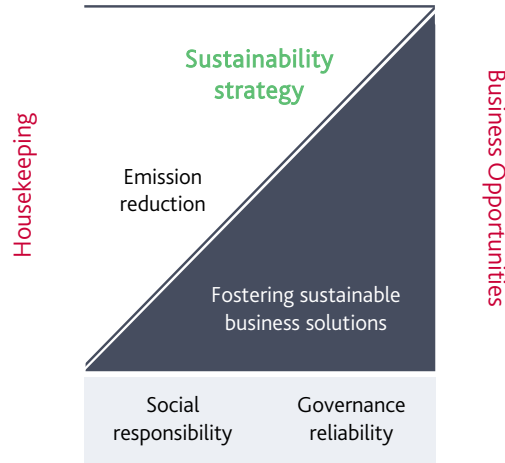 Sustainability
strategy
Housekeeping
Business Opportunities
Emission
reduction
Fostering sustainable
business solutions
Social
responsibility
Governance
reliability